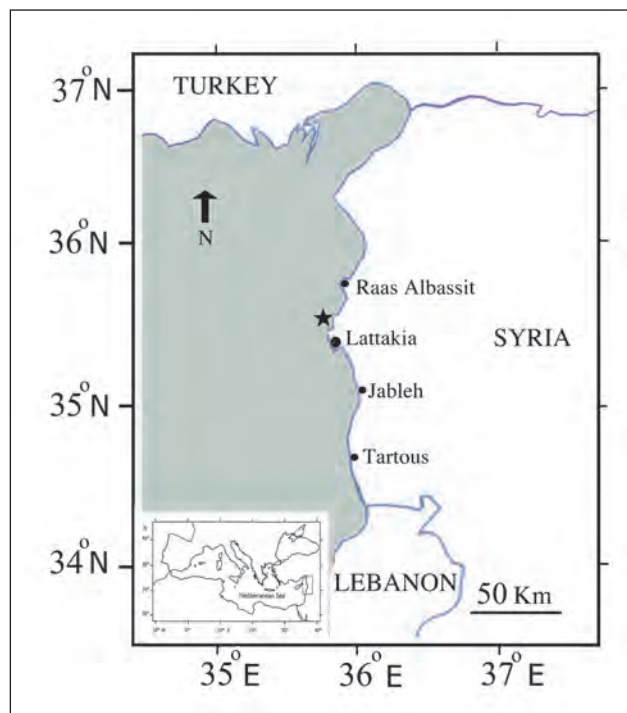 37°N
TURKEY
36°N
N
Raas Albassit
Lattakia
SYRIA
Jableh
35°N
Tartous
Mediterranean Sea
34°N
LEBANON
50 Km
35°E
36°E
37°E